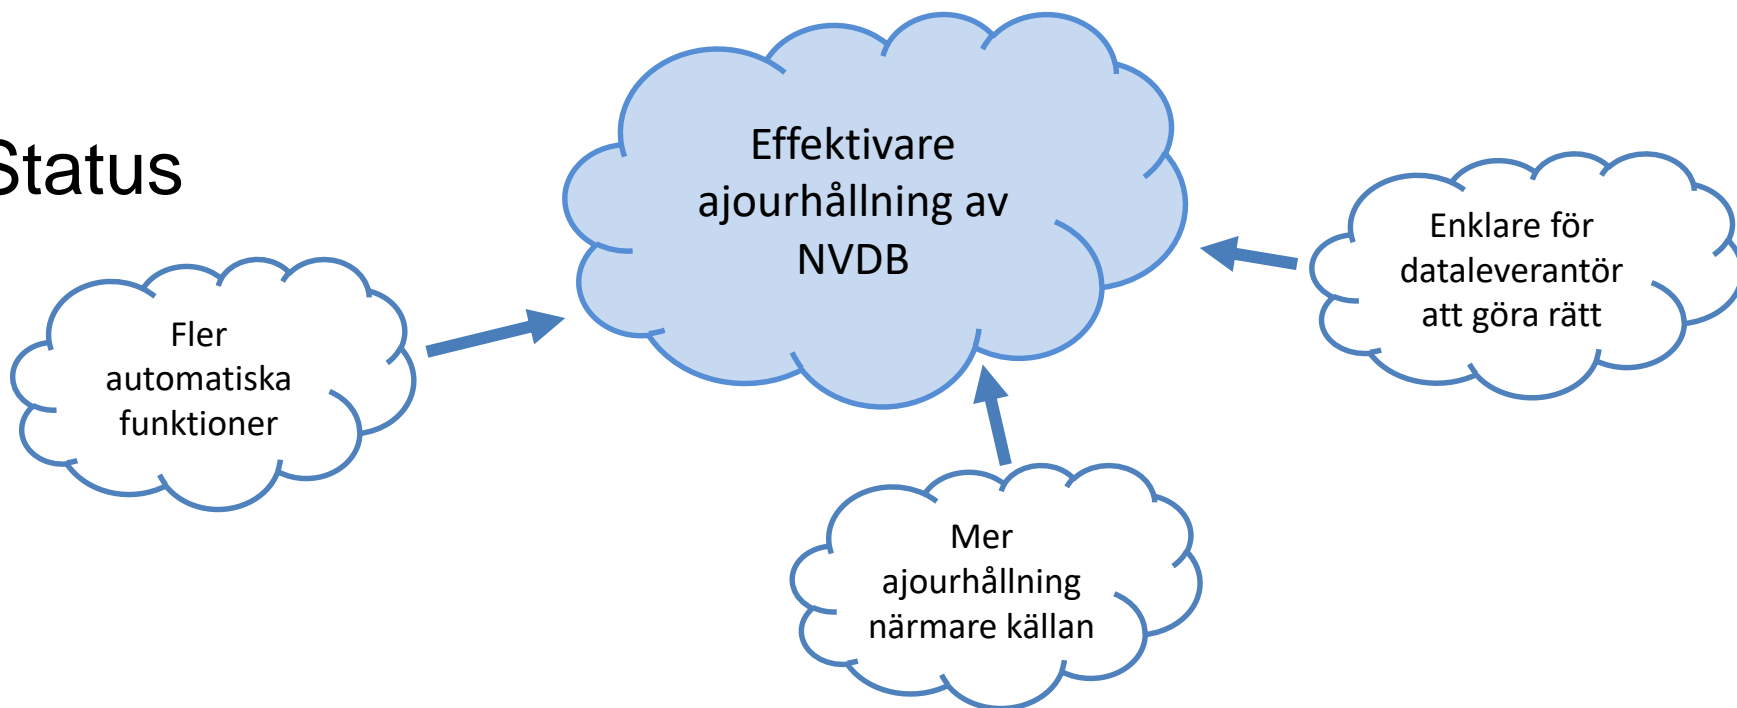 Status
Effektivare
ajourhållning av
NVDB
Fler
automatiska
funktioner
Enklare för
dataleverantör
att göra rätt
Mer
ajourhållning
närmare källan